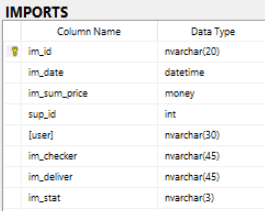 IMPORTS
Column Name Data Type
im_id nvarchar(20)
im_date datetime
im_sum_price money
sup_id int
[user] nvarchar(30)
im_checker nvarchar(45)
im_deliver nvarchar(45)
im_stat nvarchar(3)